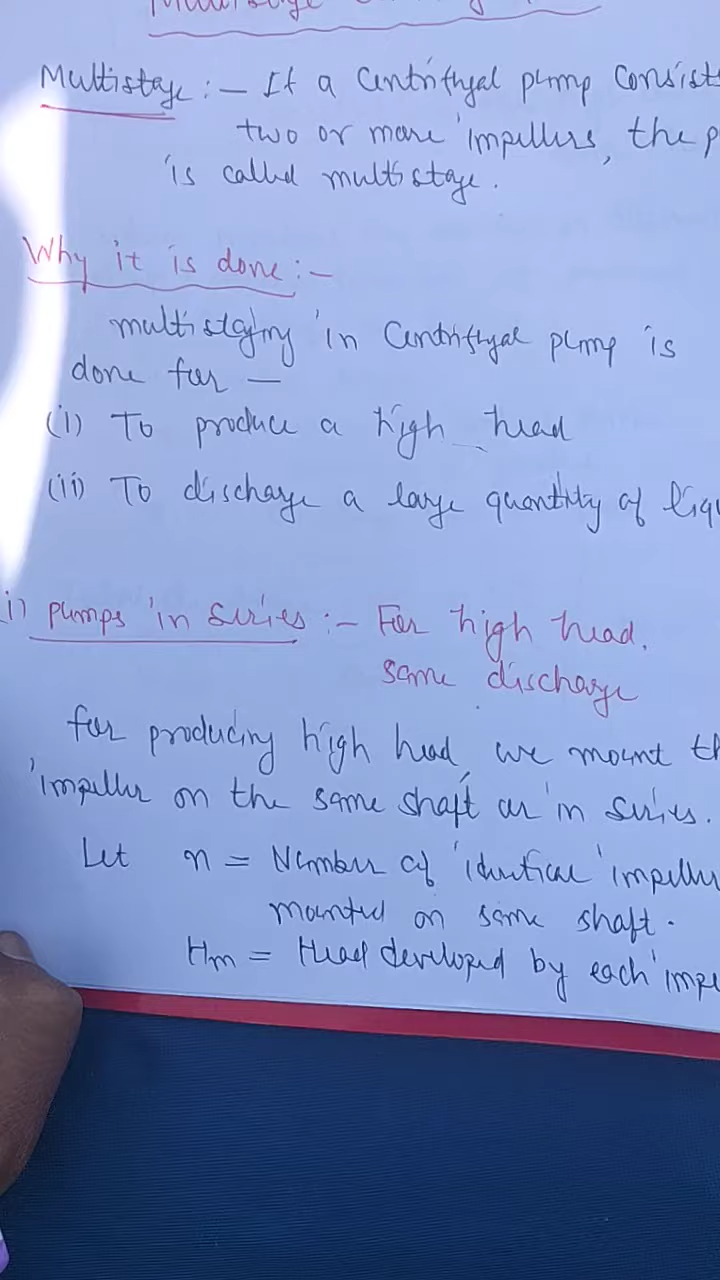 Multistage :- If a Centrifugal pump Consist
two or more impellers, the p
is called multistage.
Why it is done :-
multistaging in Centrifugal pump is
done for —
(i) To produce a high head
(ii) To discharge a large quantity of liqu
i) pumps in series :- For high head.
same discharge
for producing high head, we mount th
impeller on the same shaft or in series.
Let n = Number of identical impeller
mounted on same shaft.
Hm = Head developed by each impe